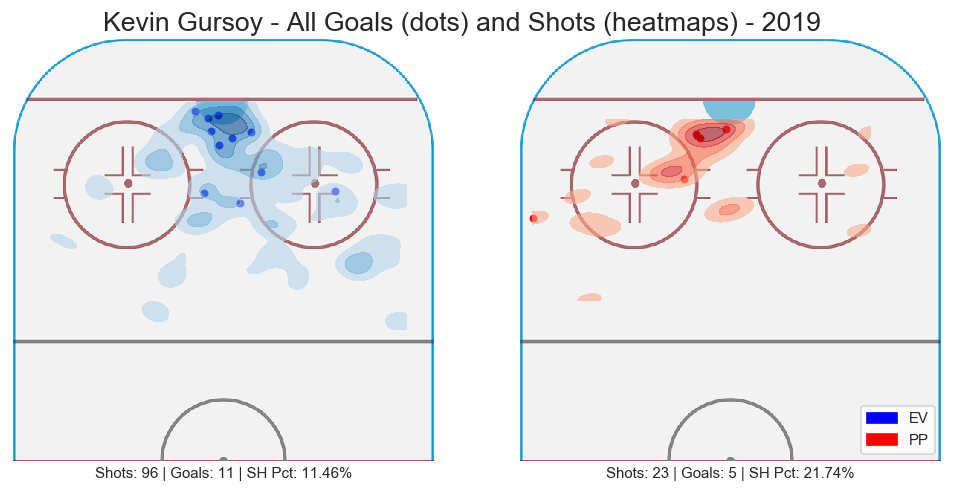 Kevin Gursoy - All Goals (dots) and Shots (heatmaps) - 2019
EV
PP
Shots: 96 | Goals: 11 | SH Pct: 11.46%
Shots: 23 | Goals: 5 | SH Pct: 21.74%